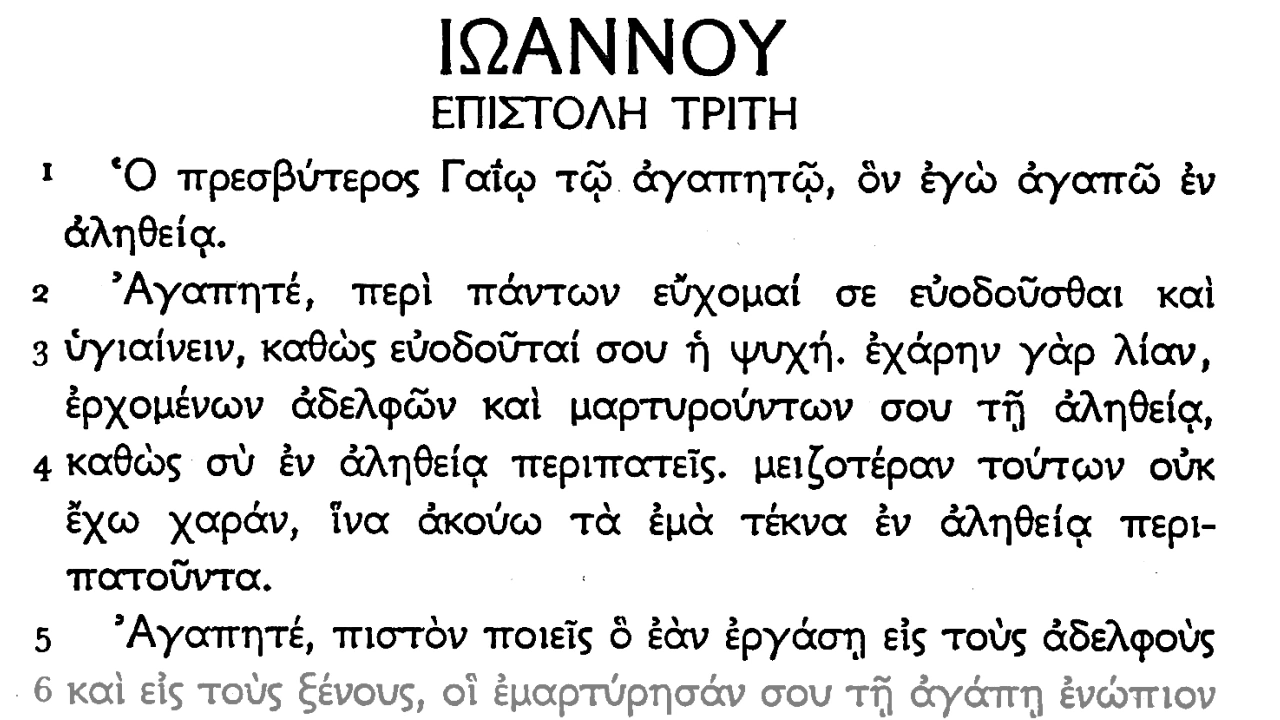 ΙΩΑΝΝΟΥ
ΕΠΙΣΤΟΛΗ ΤΡΙΤΗ
1 Ὁ πρεσβύτερος Γαΐῳ τῷ ἀγαπητῷ, ὃν ἐγὼ ἀγαπῶ ἐν
ἀληθείᾳ.
2 Ἀγαπητέ, περὶ πάντων εὔχομαί σε εὐοδοῦσθαι καὶ
3 ὑγιαίνειν, καθὼς εὐοδοῦταί σου ἡ ψυχή. ἐχάρην γὰρ λίαν,
ἐρχομένων ἀδελφῶν καὶ μαρτυρούντων σου τῇ ἀληθείᾳ,
4 καθὼς σὺ ἐν ἀληθείᾳ περιπατεῖς. μειζοτέραν τούτων οὐκ
ἔχω χαράν, ἵνα ἀκούω τὰ ἐμὰ τέκνα ἐν ἀληθείᾳ περι-
πατοῦντα.
5 Ἀγαπητέ, πιστὸν ποιεῖς ὃ ἐὰν ἐργάσῃ εἰς τοὺς ἀδελφοὺς
6 καὶ εἰς τοὺς ξένους, οἳ ἐμαρτύρησάν σου τῇ ἀγάπῃ ἐνώπιον